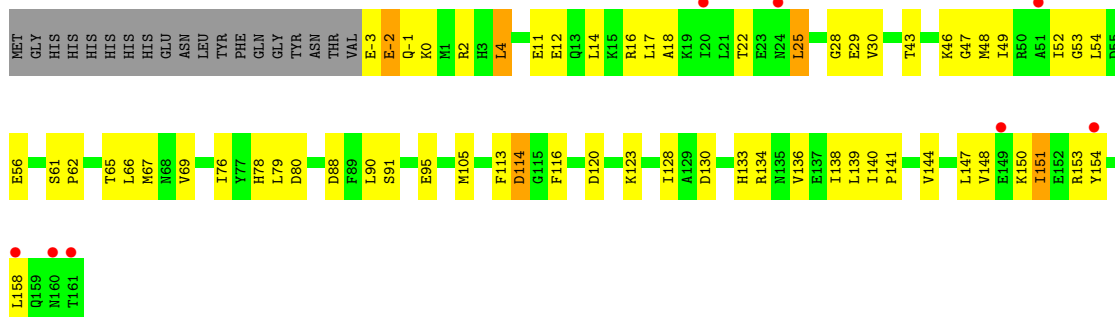 MET GLY HIS HIS HIS HIS HIS HIS GLU ASN LEU TYR PHE GLN GLY TYR ASN THR VAL E-3 E-2 Q-1 K0 M1 R2 H3 L4 E11 E12 Q13 L14 K15 R16 L17 A18 K19 I20 L21 T22 E23 N24 L25 G28 E29 V30 T43 K46 G47 M48 I49 R50 A51 I52 G53 L54 D55
E56 S61 P62 T65 L66 M67 N68 V69 I76 Y77 H78 L79 D80 D88 F89 L90 S91 E95 M105 F113 D114 G115 F116 D120 K123 I128 A129 D130 H133 R134 N135 V136 E137 I138 L139 I140 P141 V144 L147 V148 E149 K150 I151 E152 R153 Y154
L158 Q159 N160 T161